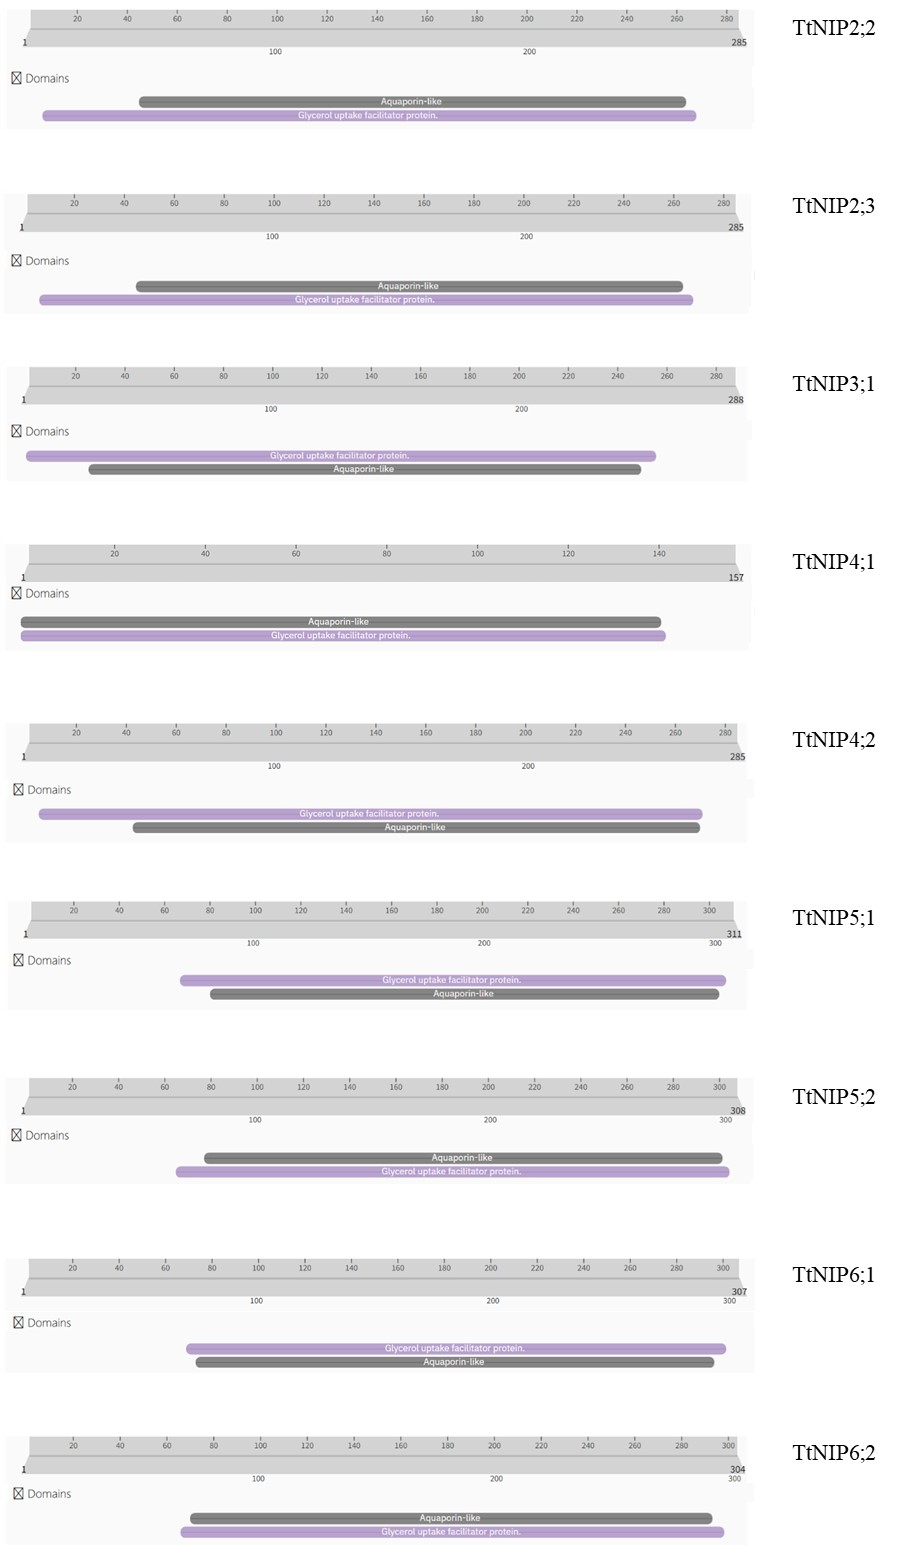 20 40 60 80 100 120 140 160 180 200 220 240 260 280
TtNIP2;2
1 285
100 200
Domains
Aquaporin-like
Glycerol uptake facilitator protein.
20 40 60 80 100 120 140 160 180 200 220 240 260 280
TtNIP2;3
1 285
100 200
Domains
Aquaporin-like
Glycerol uptake facilitator protein.
20 40 60 80 100 120 140 160 180 200 220 240 260 280
TtNIP3;1
1 288
100 200
Domains
Glycerol uptake facilitator protein.
Aquaporin-like
20 40 60 80 100 120 140
TtNIP4;1
1 157
Domains
Aquaporin-like
Glycerol uptake facilitator protein.
20 40 60 80 100 120 140 160 180 200 220 240 260 280
TtNIP4;2
1 285
100 200
Domains
Glycerol uptake facilitator protein.
Aquaporin-like
20 40 60 80 100 120 140 160 180 200 220 240 260 280 300
TtNIP5;1
1 311
100 200 300
Domains
Glycerol uptake facilitator protein.
Aquaporin-like
20 40 60 80 100 120 140 160 180 200 220 240 260 280 300
TtNIP5;2
1 308
100 200 300
Domains
Aquaporin-like
Glycerol uptake facilitator protein.
20 40 60 80 100 120 140 160 180 200 220 240 260 280 300
TtNIP6;1
1 307
100 200 300
Domains
Glycerol uptake facilitator protein.
Aquaporin-like
20 40 60 80 100 120 140 160 180 200 220 240 260 280 300
TtNIP6;2
1 304
100 200 300
Domains
Aquaporin-like
Glycerol uptake facilitator protein.